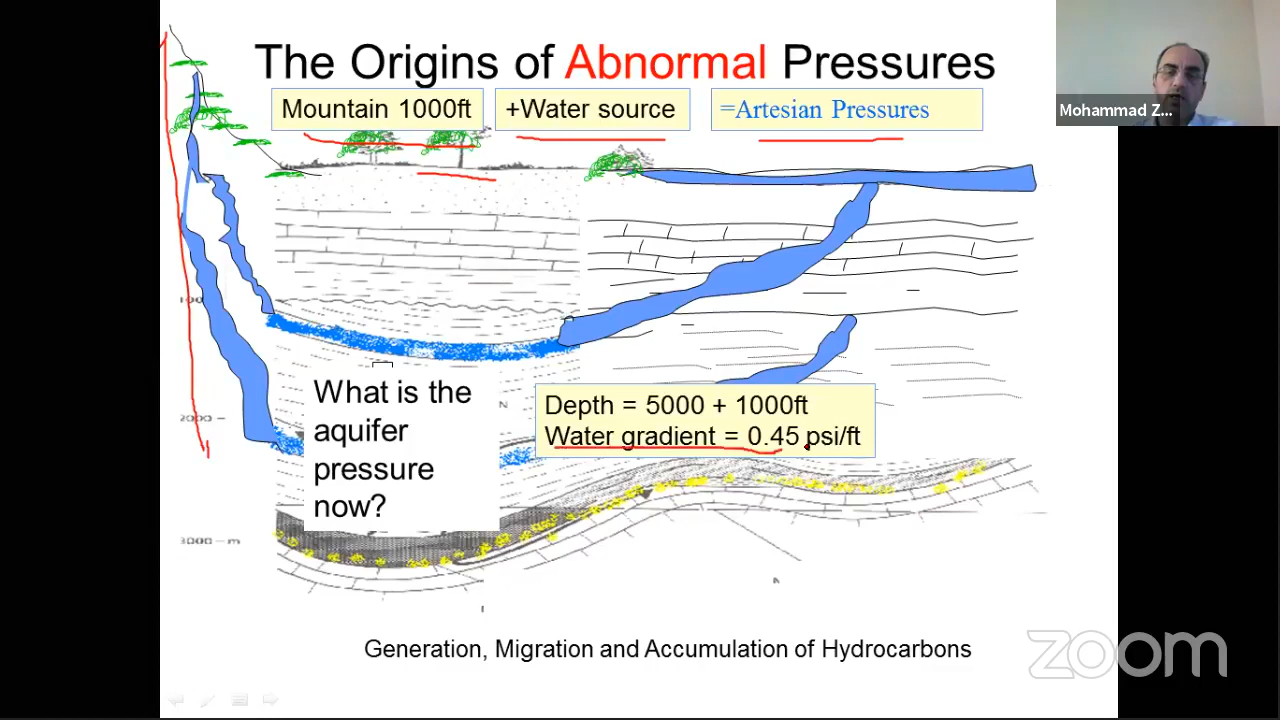 The Origins of Abnormal Pressures
Mountain 1000ft
+Water source
=Artesian Pressures
Mohammad Z...
2000
What is the
aquifer
pressure
now?
N
Depth = 5000 + 1000ft
Water gradient = 0.45 psi/ft
3000 - m
Generation, Migration and Accumulation of Hydrocarbons
zoom